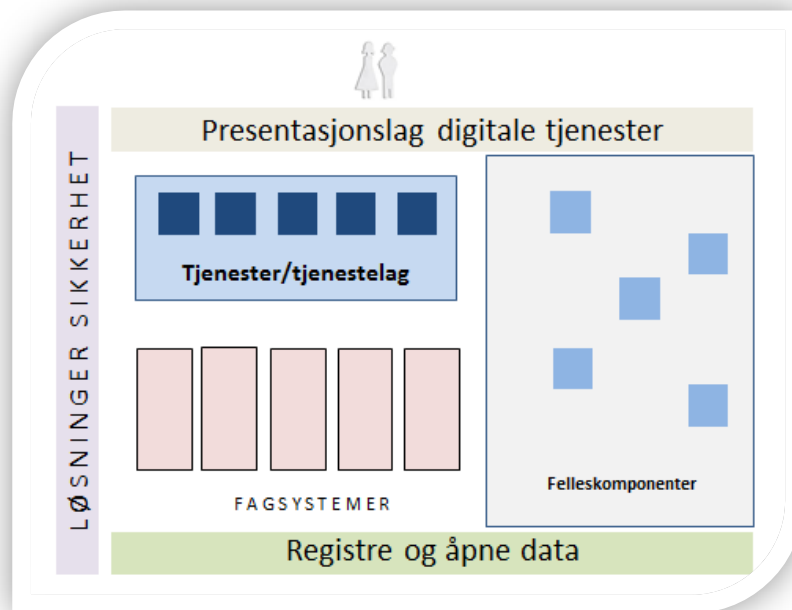 Presentasjonslag digitale tjenester
LØSNINGER SIKKERHET
Tjenester/tjenestelag
FAGSYSTEMER
Felleskomponenter
Registre og åpne data